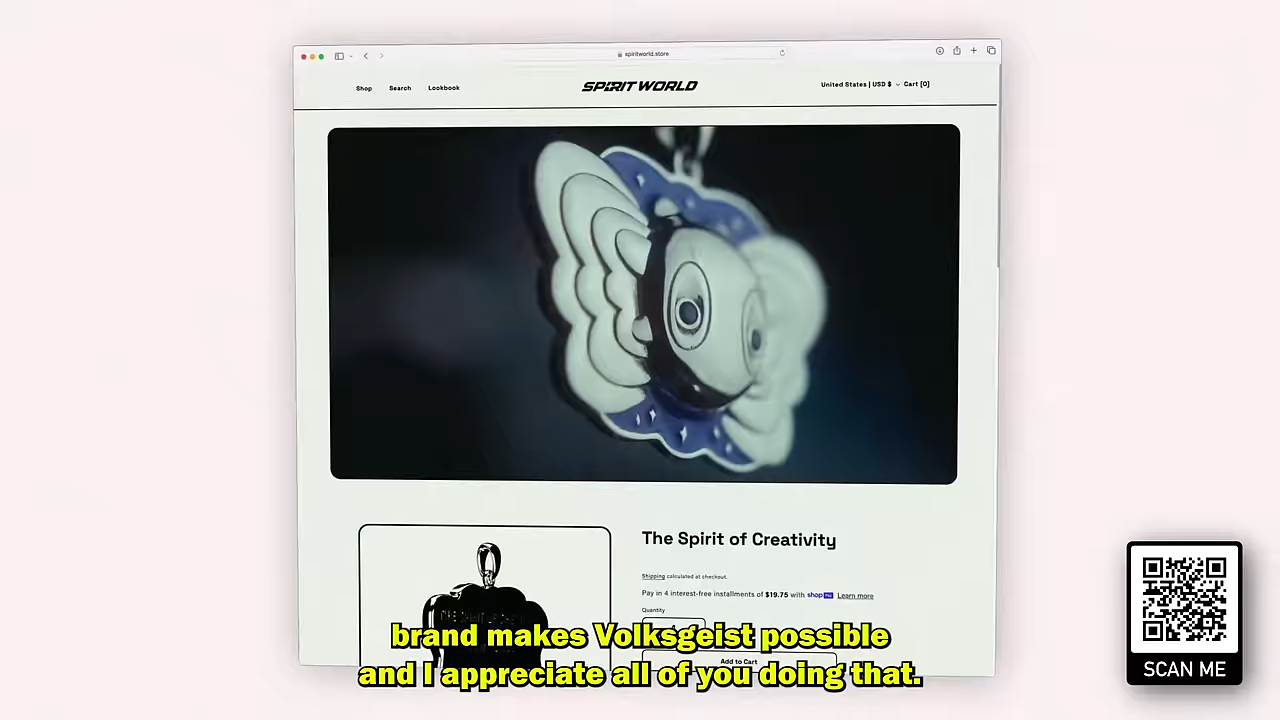 spiritworld.store
Shop Search Lookbook SPIRIT WORLD United States | USD $ Cart [0]
The Spirit of Creativity
Shipping calculated at checkout.
Pay in 4 interest-free installments of $19.75 with shop Pay Learn more
Quantity
Add to Cart
brand makes Volksgeist possible
and I appreciate all of you doing that.
SCAN ME